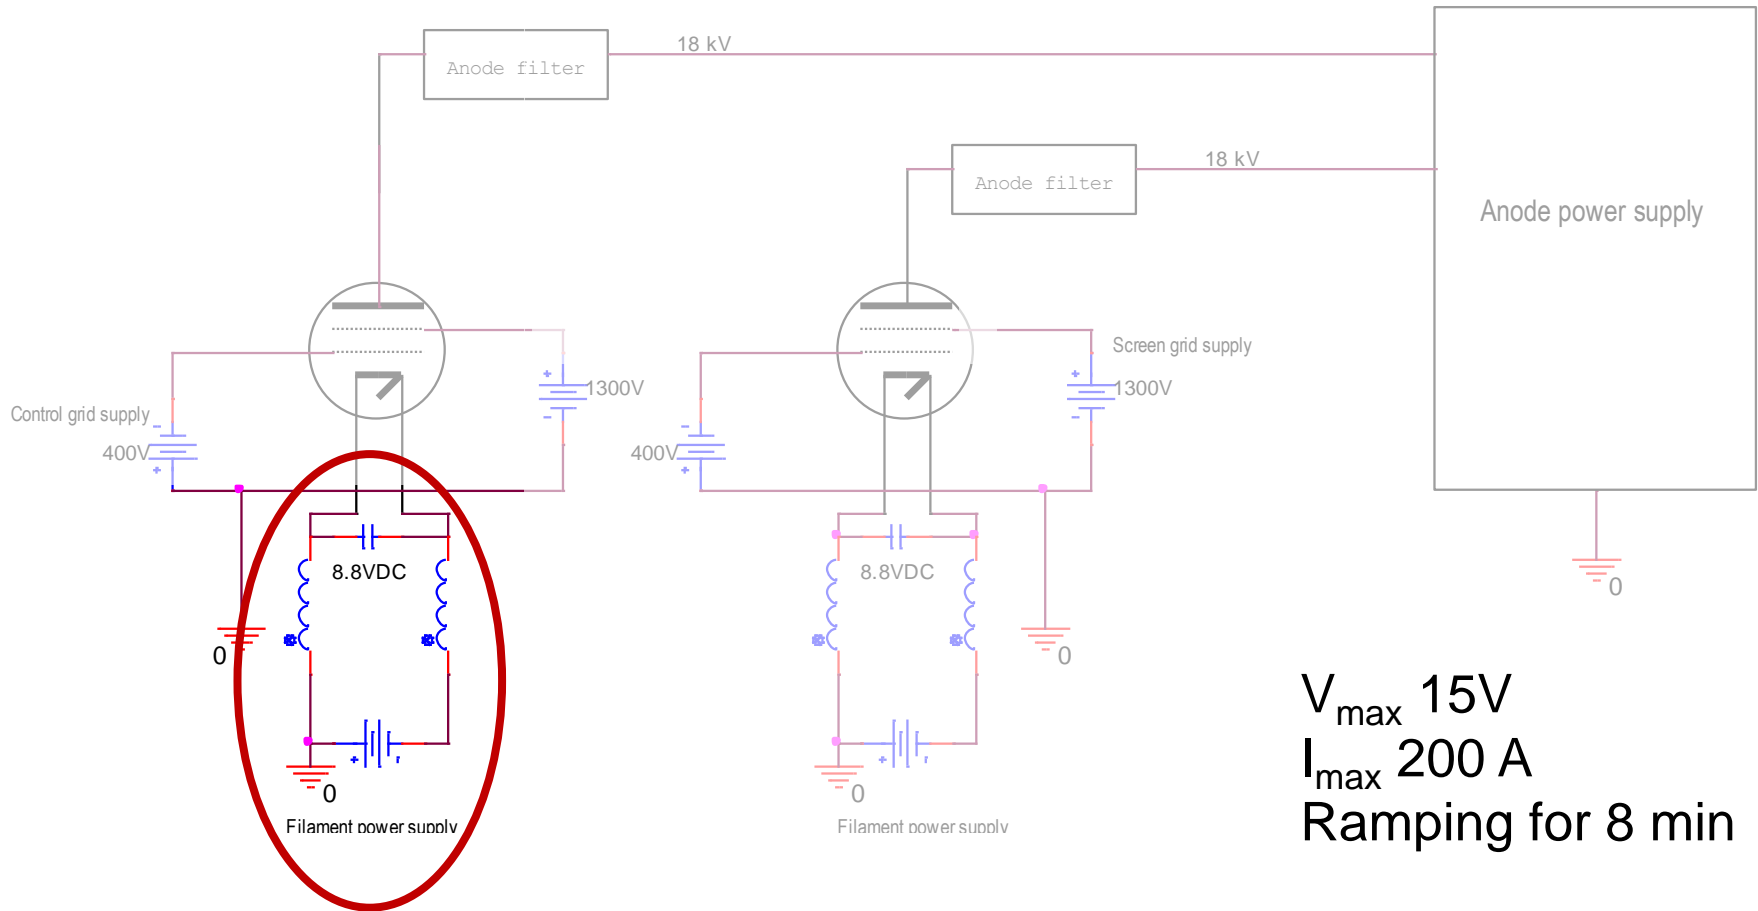 18 kV
Anode filter
18 kV
Anode filter
Anode power supply
Screen grid supply
1300V
1300V
Control grid supply
400V
400V
8.8VDC
8.8VDC
0
0
0
0
0
Filament power supply
Filament power supply
Vmax 15V
Imax 200 A
Ramping for 8 min